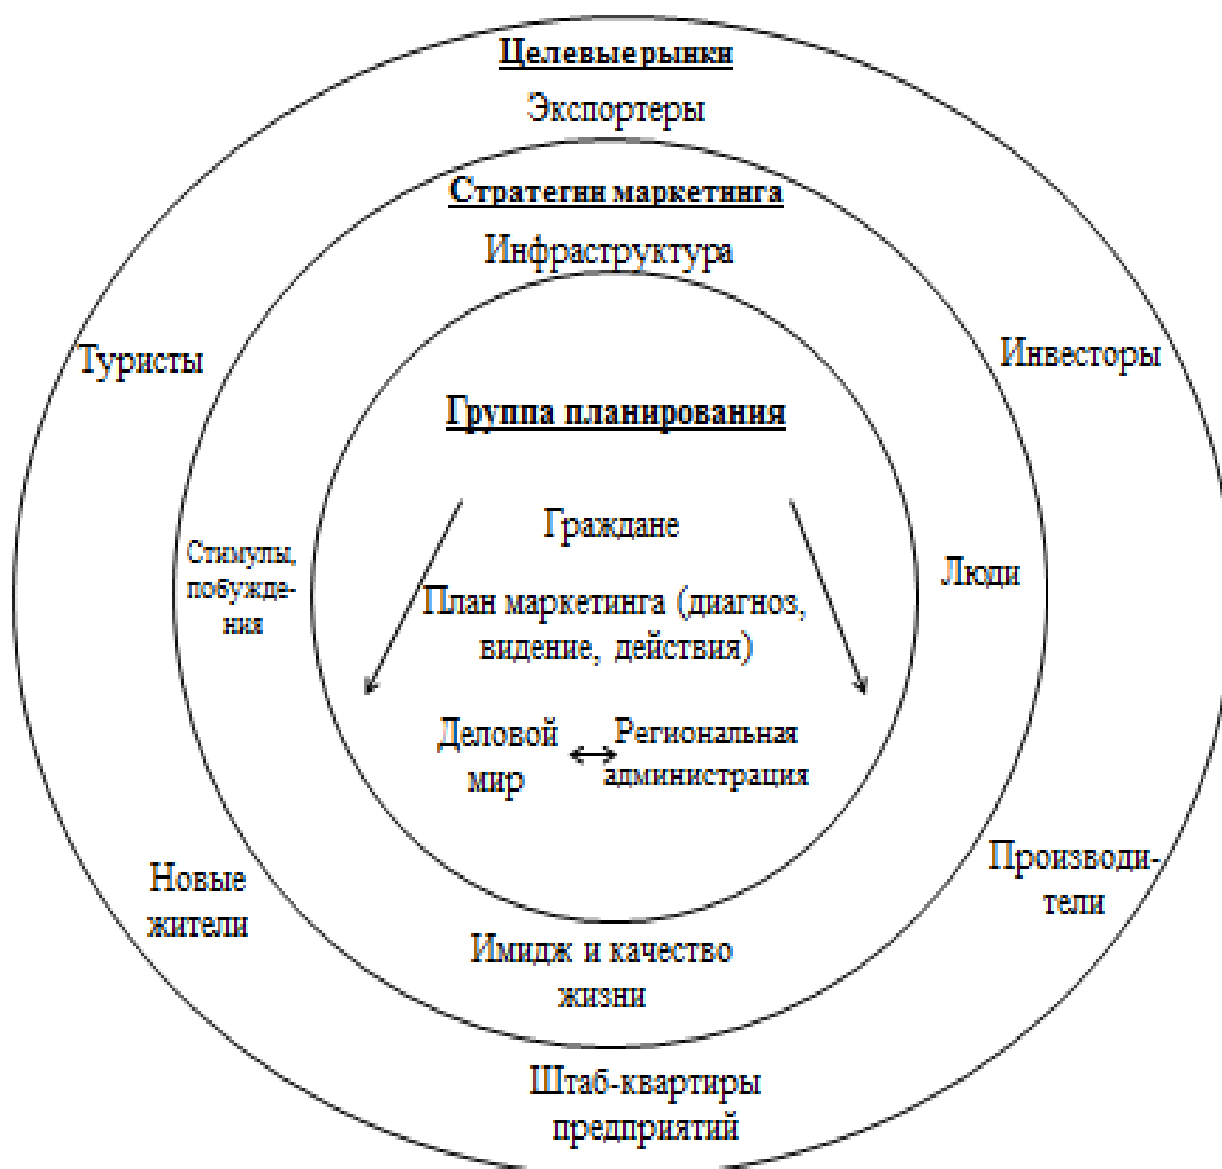 Целевые рынки
Экспортеры
Стратегии маркетинга
Инфраструктура
Туристы
Инвесторы
Группа планирования
Граждане
Стимулы,
побужде-
ния
Люди
План маркетинга (диагноз,
видение, действия)
Деловой
мир
Региональная
администрация
Новые
жители
Производи-
тели
Имидж и качество
жизни
Штаб-квартиры
предприятий